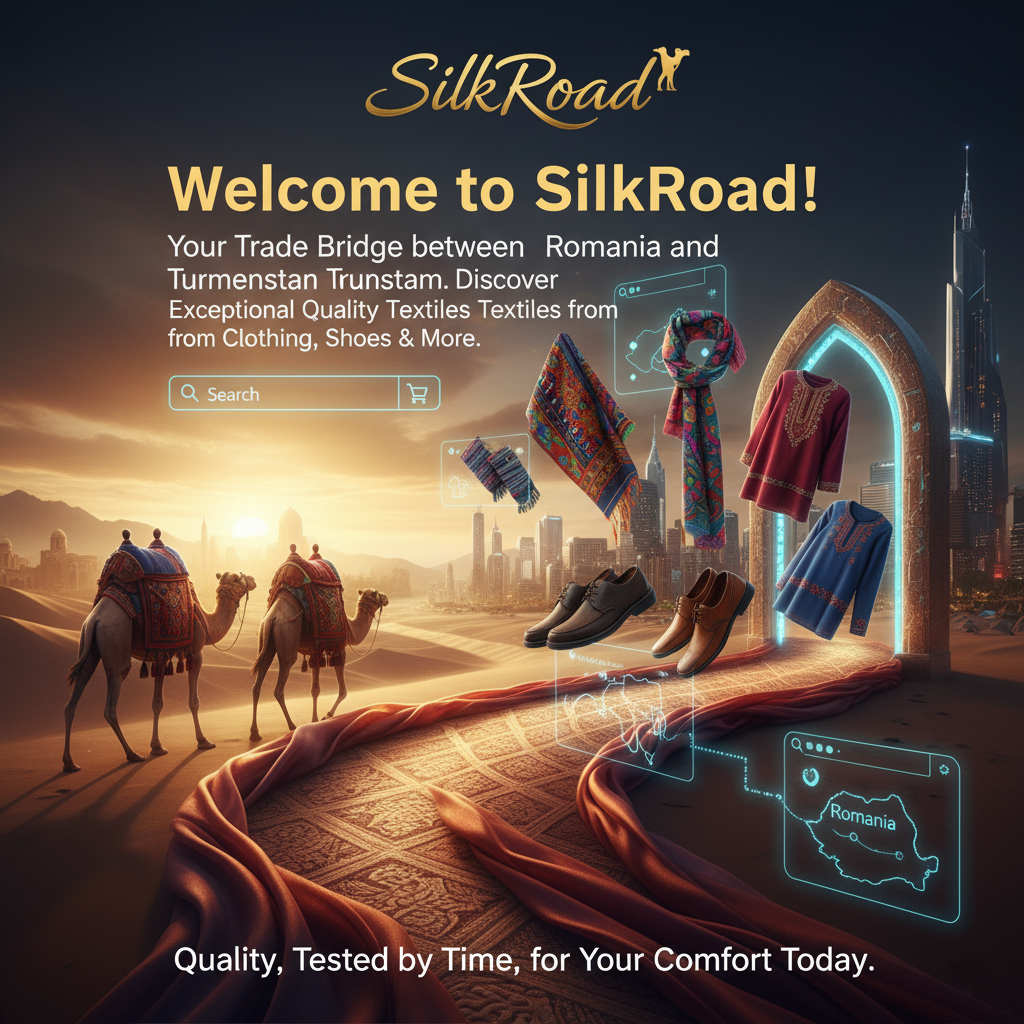 SilkRoad
Welcome to SilkRoad!
Your Trade Bridge between Romania and
Turmenstan Trunstam. Discover
Exceptional Quality Textiles Textiles from
from Clothing, Shoes & More.
Search
Romania
Quality, Tested by Time, for Your Comfort Today.